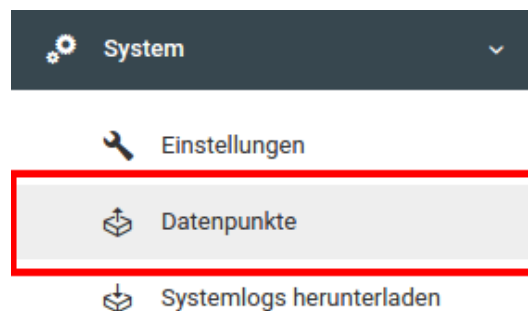 System
Einstellungen
Datenpunkte
Systemlogs herunterladen